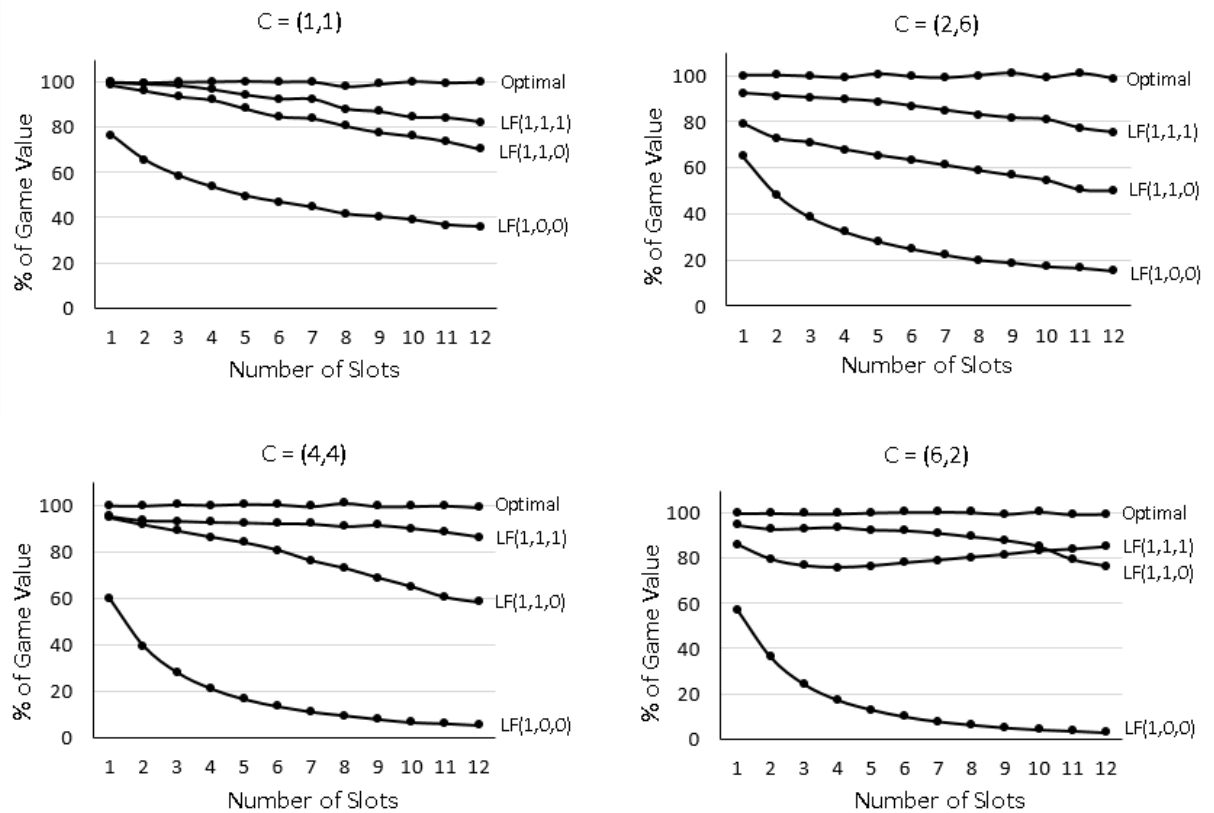 C = (1,1)
% of Game Value
100
80
60
40
20
0
1 2 3 4 5 6 7 8 9 10 11 12
Number of Slots
Optimal
LF(1,1,1)
LF(1,1,0)
LF(1,0,0)
C = (2,6)
% of Game Value
100
80
60
40
20
0
1 2 3 4 5 6 7 8 9 10 11 12
Number of Slots
Optimal
LF(1,1,1)
LF(1,1,0)
LF(1,0,0)
C = (4,4)
% of Game Value
100
80
60
40
20
0
1 2 3 4 5 6 7 8 9 10 11 12
Number of Slots
Optimal
LF(1,1,1)
LF(1,1,0)
LF(1,0,0)
C = (6,2)
% of Game Value
100
80
60
40
20
0
1 2 3 4 5 6 7 8 9 10 11 12
Number of Slots
Optimal
LF(1,1,1)
LF(1,1,0)
LF(1,0,0)